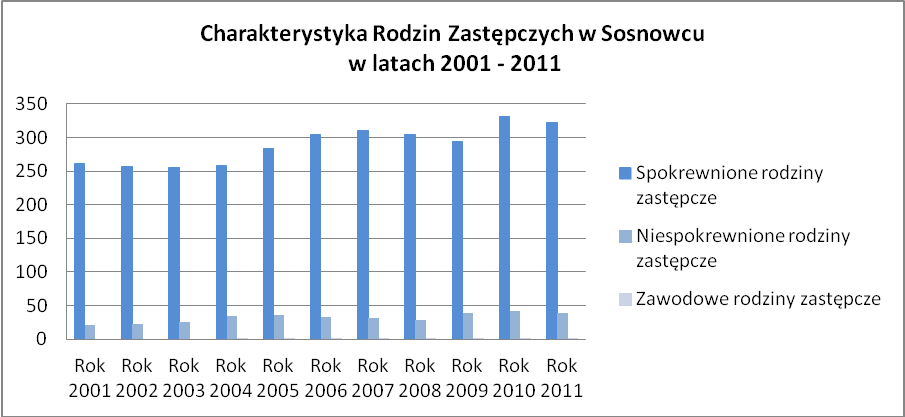 Charakterystyka Rodzin Zastępczych w Sosnowcu
w latach 2001 - 2011
350
300
250
200
150
100
50
0
Rok 2001
Rok 2002
Rok 2003
Rok 2004
Rok 2005
Rok 2006
Rok 2007
Rok 2008
Rok 2009
Rok 2010
Rok 2011
Spokrewnione rodziny
zastępcze
Niespokrewnione rodziny
zastępcze
Zawodowe rodziny zastępcze